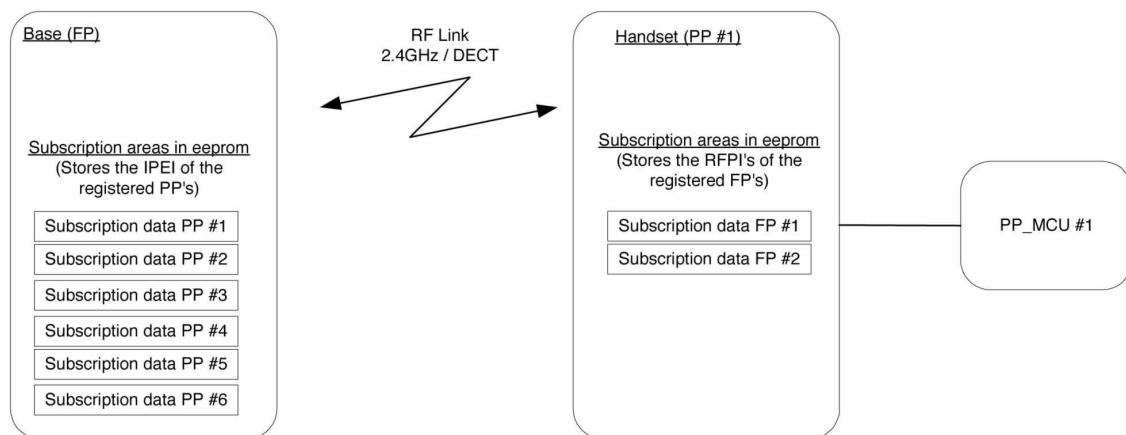 Base (FP)
RF Link
2.4GHz / DECT
Handset (PP #1)
Subscription areas in eeprom
(Stores the IPEI of the
registered PP's)
Subscription data PP #1
Subscription data PP #2
Subscription data PP #3
Subscription data PP #4
Subscription data PP #5
Subscription data PP #6
Subscription areas in eeprom
(Stores the RFPI's of the
registered FP's)
Subscription data FP #1
Subscription data FP #2
PP_MCU #1